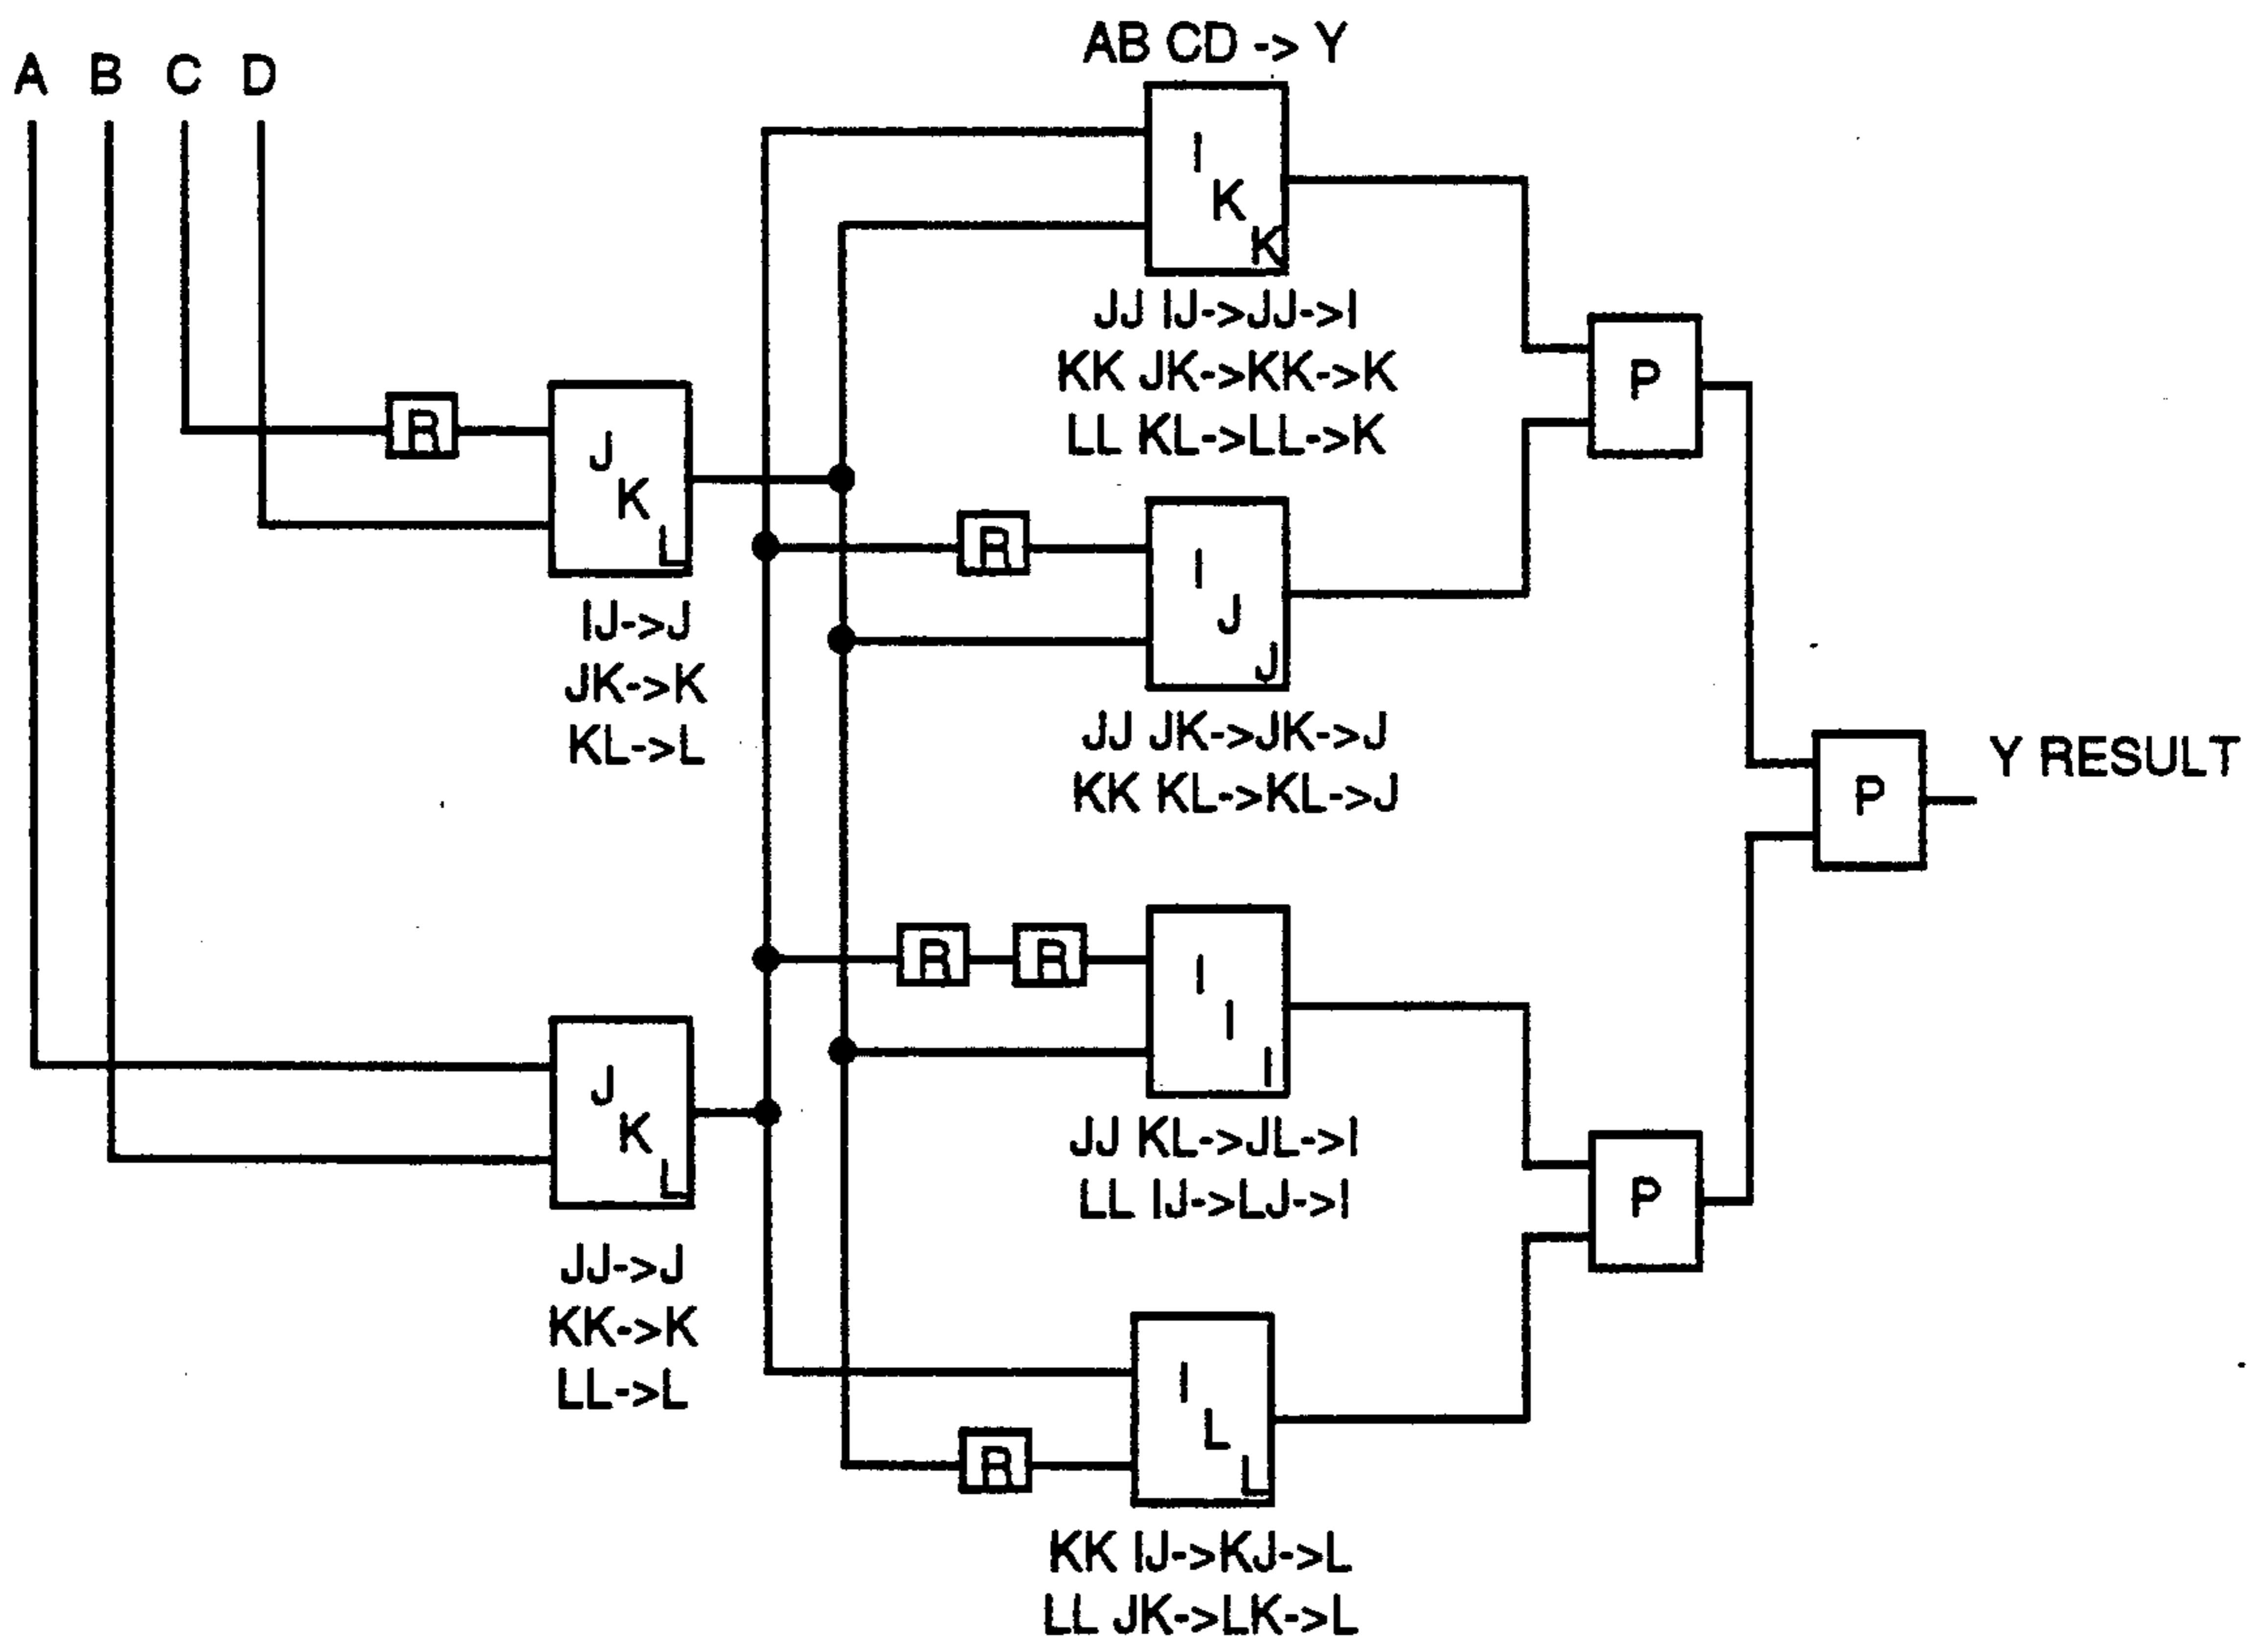 AB CD -> Y
A B C D
I
K
K
JJ IJ->JJ->I
KK JK->KK->K
LL KL->LL->K
P
R
J
K
L
IJ->J
JK->K
KL->L
R
I
J
J
JJ JK->JK->J
KK KL->KL->J
P
Y RESULT
R R
I
I
I
JJ KL->JL->I
LL IJ->LJ->I
J
K
L
JJ->J
KK->K
LL->L
P
I
L
L
R
KK IJ->KJ->L
LL JK->LK->L